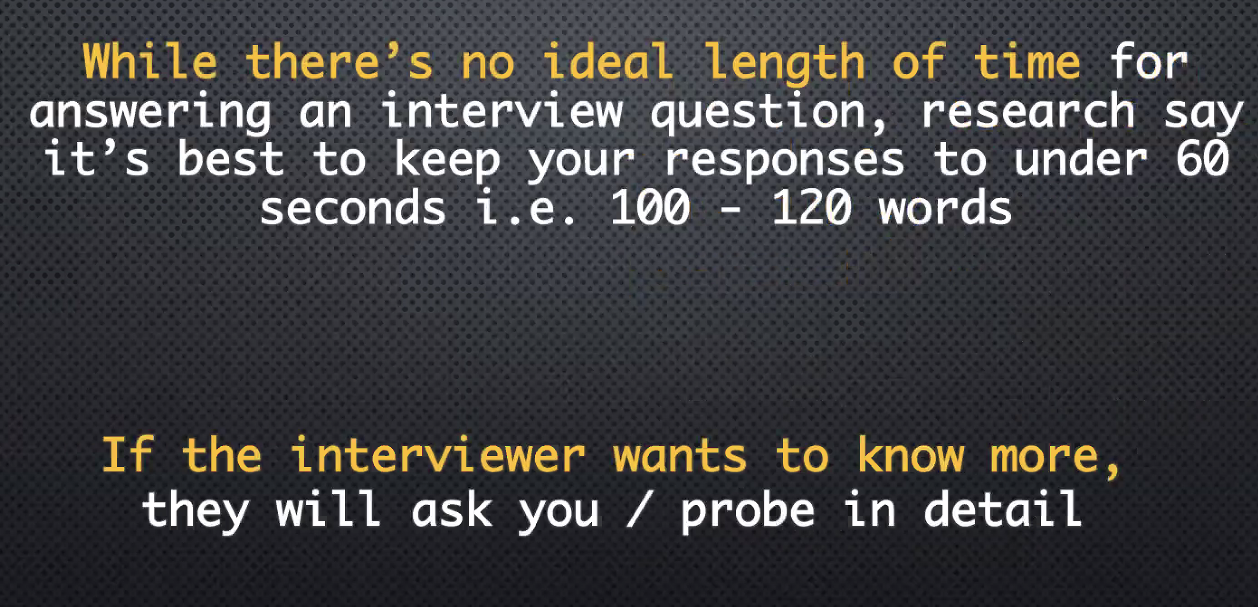 While there’s no ideal length of time for
answering an interview question, research say
it’s best to keep your responses to under 60
seconds i.e. 100 - 120 words
If the interviewer wants to know more,
they will ask you / probe in detail